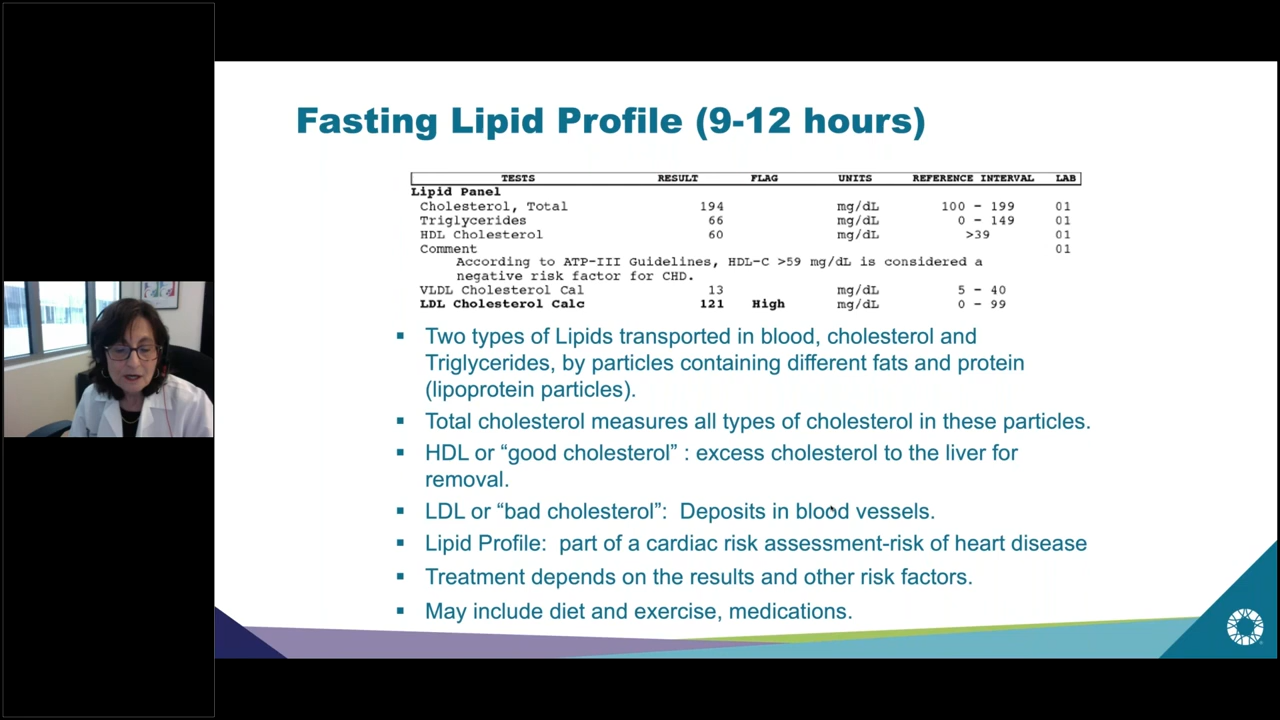 Fasting Lipid Profile (9-12 hours)
TESTS RESULT FLAG UNITS REFERENCE INTERVAL LAB
Lipid Panel
Cholesterol, Total 194 mg/dL 100 - 199 01
Triglycerides 66 mg/dL 0 - 149 01
HDL Cholesterol 60 mg/dL >39 01
Comment 01
According to ATP-III Guidelines, HDL-C >59 mg/dL is considered a
negative risk factor for CHD.
VLDL Cholesterol Cal 13 mg/dL 5 - 40
LDL Cholesterol Calc 121 High mg/dL 0 - 99
▪ Two types of Lipids transported in blood, cholesterol and
Triglycerides, by particles containing different fats and protein
(lipoprotein particles).
▪ Total cholesterol measures all types of cholesterol in these particles.
▪ HDL or “good cholesterol” : excess cholesterol to the liver for
removal.
▪ LDL or “bad cholesterol”: Deposits in blood vessels.
▪ Lipid Profile: part of a cardiac risk assessment-risk of heart disease
▪ Treatment depends on the results and other risk factors.
▪ May include diet and exercise, medications.